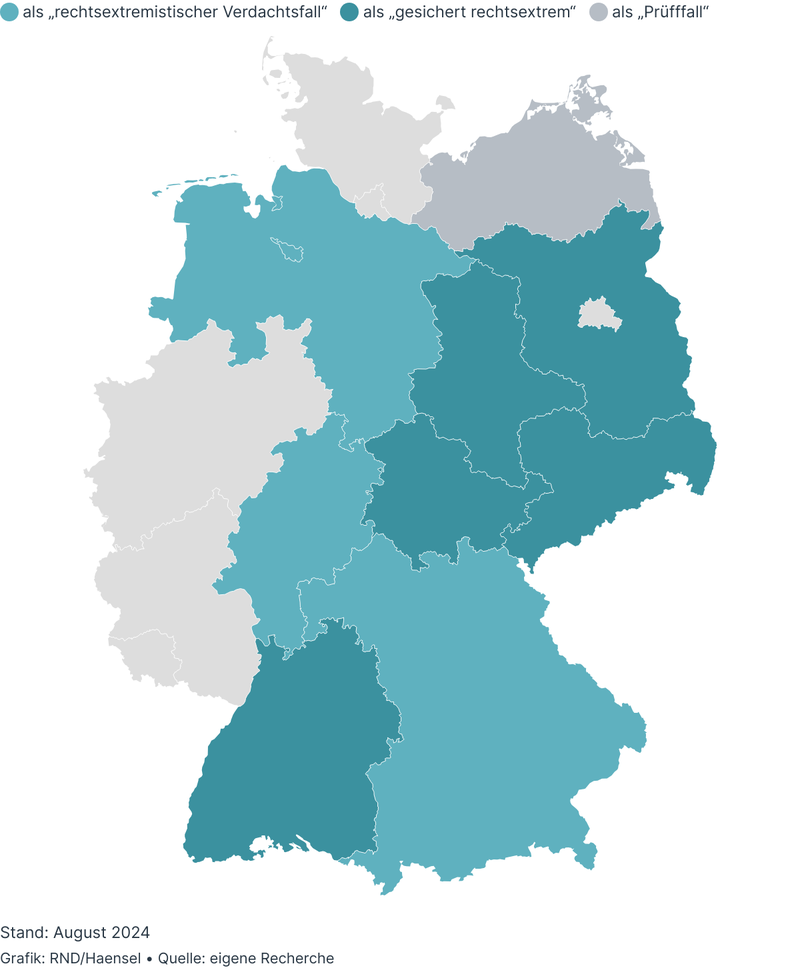 als „rechtsextremistischer Verdachtsfall“ als „gesichert rechtsextrem“ als „Prüfffall“
Stand: August 2024
Grafik: RND/Haensel • Quelle: eigene Recherche